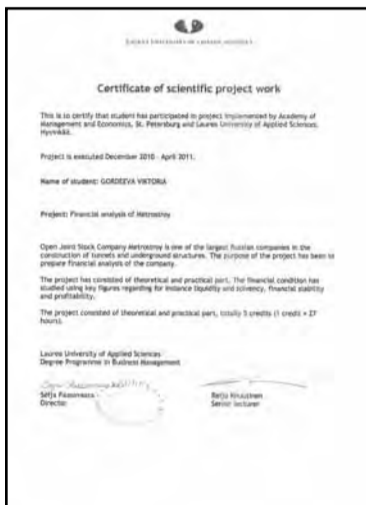 LAUREA UNIVERSITY OF APPLIED SCIENCES
Certificate of scientific project work
This is to certify that student has participated in project implemented by Academy of
Management and Economics, St. Petersburg and Laurea University of Applied Sciences,
Hyvinkää.
Project is executed December 2010 - April 2011.
Name of student: GORDEEVA VIKTORIA
Project: Financial analysis of Metrostroy
Open Joint Stock Company Metrostroy is one of the largest Russian companies in the
construction of tunnels and underground structures. The purpose of the project has been to
prepare financial analysis of the company.
The project has consisted of theoretical and practical part. The financial condition has
studied using key figures regarding for instance liquidity and solvency, financial stability
and profitability.
The project consisted of theoretical and practical part, totally 5 credits (1 credit = 27
hours).
Laurea University of Applied Sciences
Degree Programme in Business Management
Seija
Director
Reijo
Senior lecturer